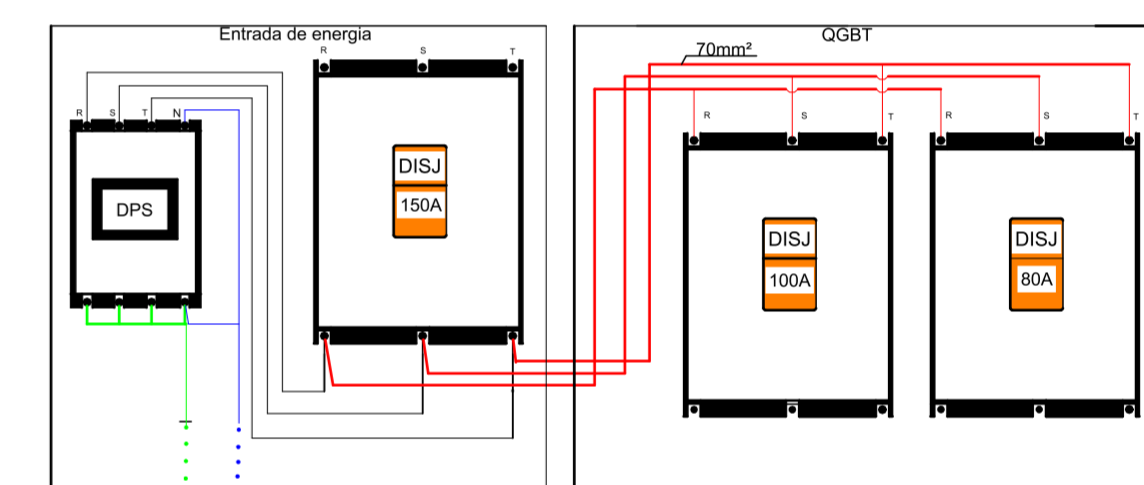 Entrada de energia
QGBT
R
S
T
70mm²
R
S
T
N
R
S
T
R
S
T
DISJ
150A
DPS
DISJ
100A
DISJ
80A